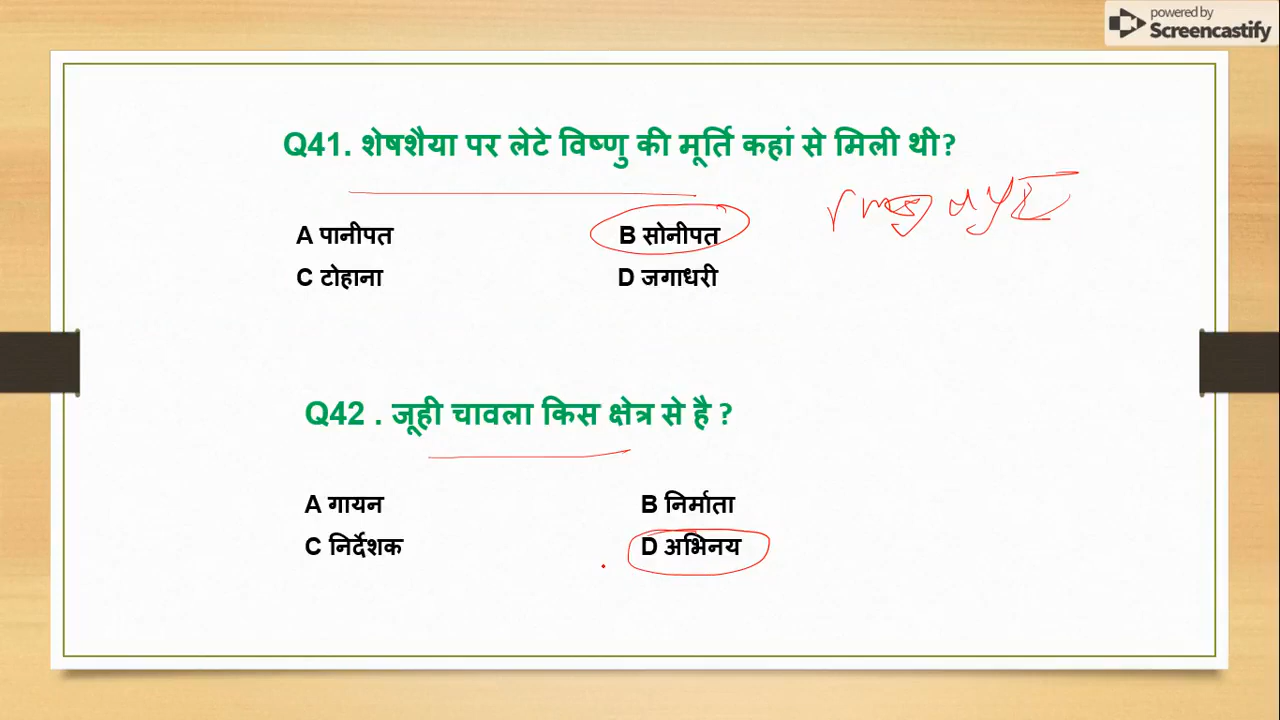 powered by
Screencastify
Q41. शेषशैया पर लेटे विष्णु की मूर्ति कहां से मिली थी?
A पानीपत B सोनीपत
C टोहाना D जगाधरी
Q42 . जूही चावला किस क्षेत्र से है ?
A गायन B निर्माता
C निर्देशक D अभिनय